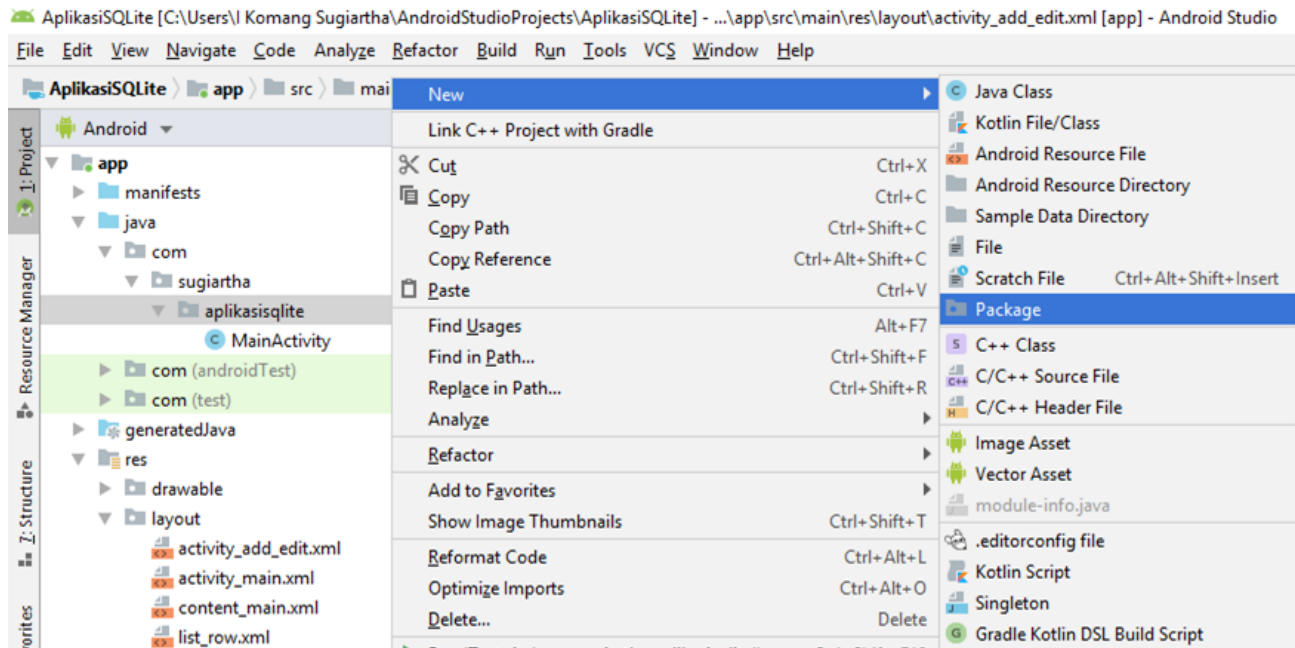 AplikasiSQLite [C:\Users\I Komang Sugiartha\AndroidStudioProjects\AplikasiSQLite] - ...\app\src\main\res\layout\activity_add_edit.xml [app] - Android Studio
File Edit View Navigate Code Analyze Refactor Build Run Tools VCS Window Help
AplikasiSQLite app src mai
1: Project
Resource Manager
7: Structure
Android
app
manifests
java
com
sugiartha
aplikasisqlite
MainActivity
com (androidTest)
com (test)
generatedJava
res
drawable
layout
activity_add_edit.xml
activity_main.xml
content_main.xml
list_row.xml
New
Link C++ Project with Gradle
Cut Ctrl+X
Copy Ctrl+C
Copy Path Ctrl+Shift+C
Copy Reference Ctrl+Alt+Shift+C
Paste Ctrl+V
Find Usages Alt+F7
Find in Path... Ctrl+Shift+F
Replace in Path... Ctrl+Shift+R
Analyze
Refactor
Add to Favorites
Show Image Thumbnails Ctrl+Shift+T
Reformat Code Ctrl+Alt+L
Optimize Imports Ctrl+Alt+O
Delete... Delete
Java Class
Kotlin File/Class
Android Resource File
Android Resource Directory
Sample Data Directory
File
Scratch File Ctrl+Alt+Shift+Insert
Package
C++ Class
C/C++ Source File
C/C++ Header File
Image Asset
Vector Asset
module-info.java
.editorconfig file
Kotlin Script
Singleton
Gradle Kotlin DSL Build Script